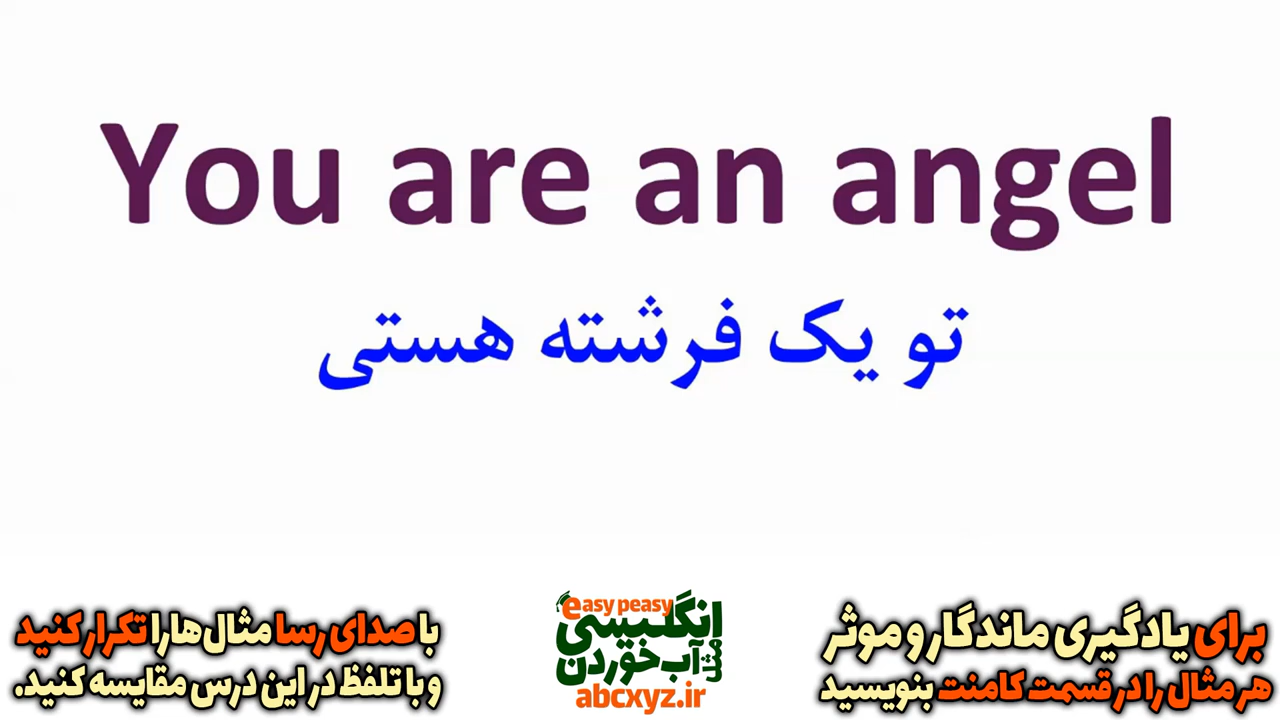 You are an angel
تو یک فرشته هستی
برای یادگیری ماندگار و موثر
هر مثال را در قسمت کامنت بنویسید
easy peasy
انگلیسی
مثل آب خوردن
abcxyz.ir
با صدای رسا مثال‌ها را تکرار کنید
و با تلفظ در این درس مقایسه کنید.